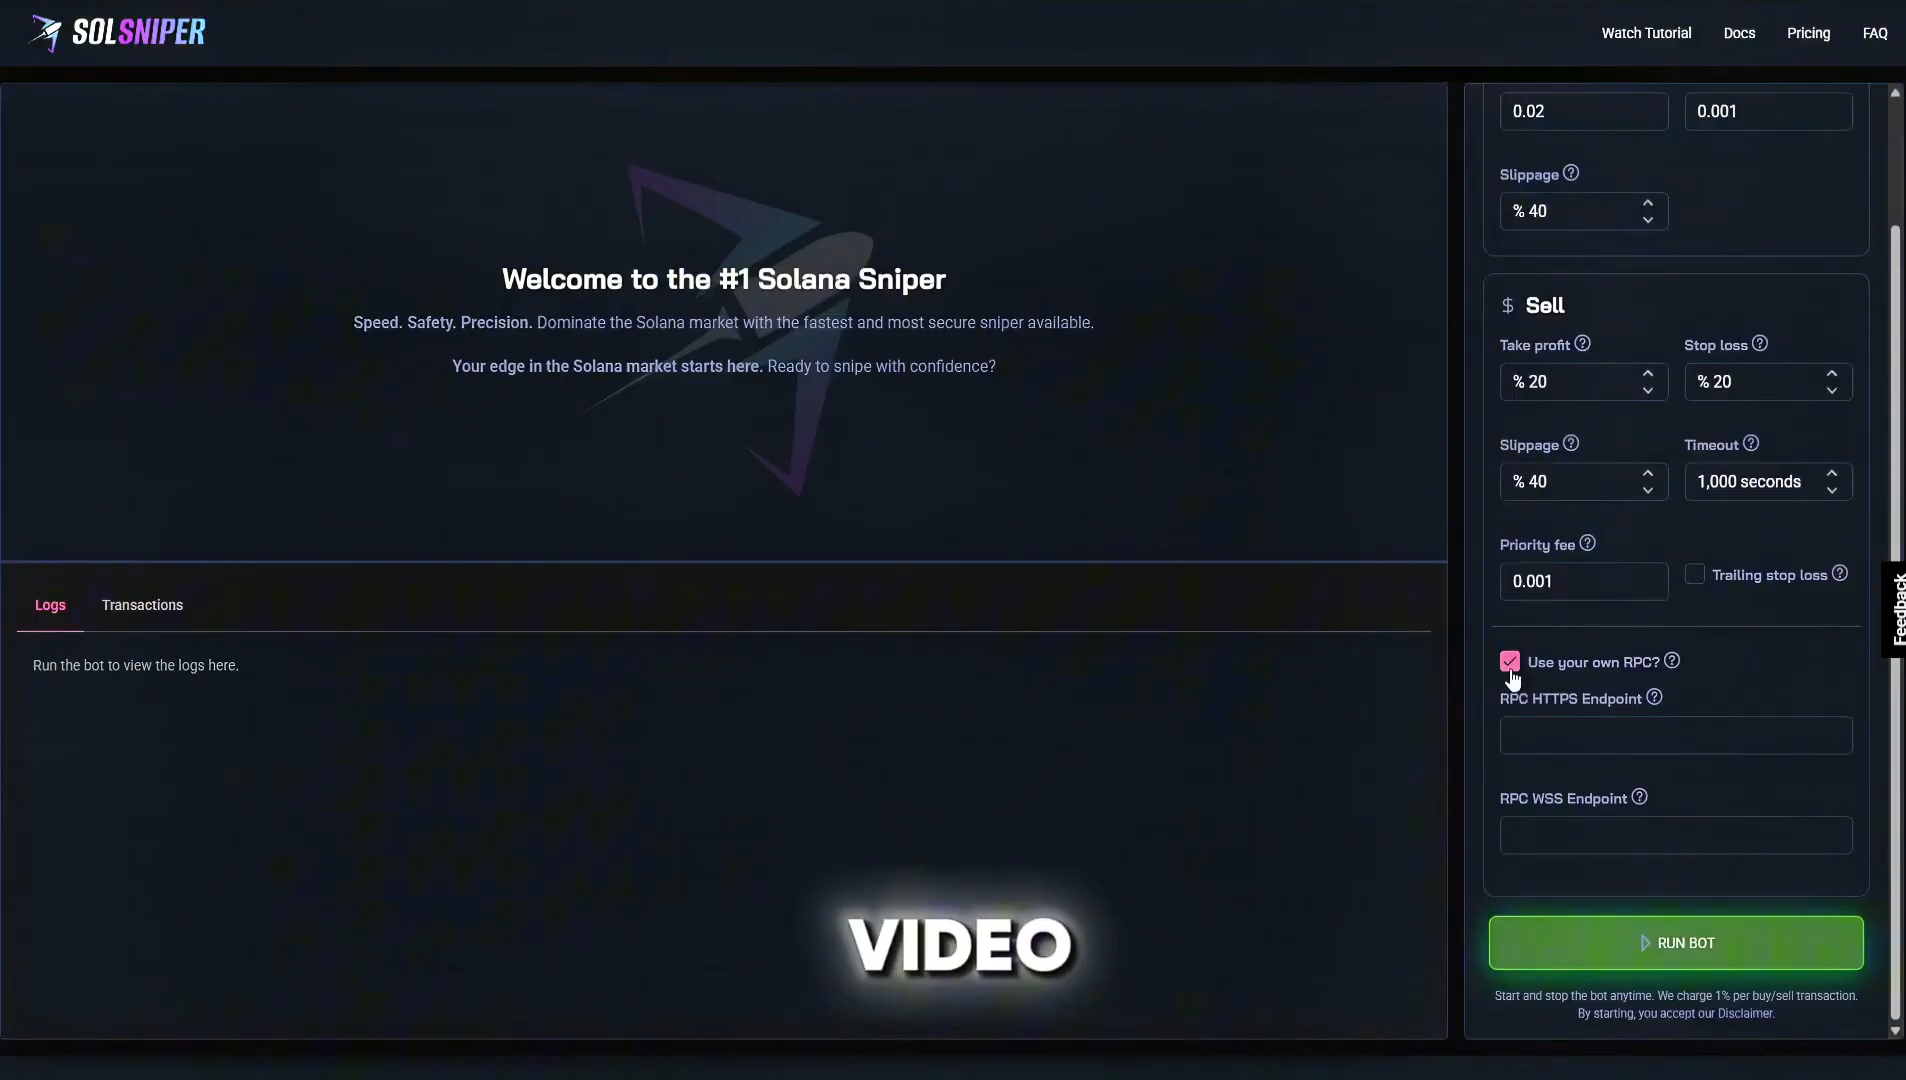 SOLSNIPER
Watch Tutorial
Docs
Pricing
FAQ
Welcome to the #1 Solana Sniper
Speed. Safety. Precision. Dominate the Solana market with the fastest and most secure sniper available.
Your edge in the Solana market starts here. Ready to snipe with confidence?
Logs
Transactions
Run the bot to view the logs here.
VIDEO
0.02
0.001
Slippage
% 40
$ Sell
Take profit
Stop loss
% 20
% 20
Slippage
Timeout
% 40
1,000 seconds
Priority fee
0.001
Trailing stop loss
Use your own RPC?
RPC HTTPS Endpoint
RPC WSS Endpoint
RUN BOT
Start and stop the bot anytime. We charge 1% per buy/sell transaction.
By starting, you accept our Disclaimer.
Feedback